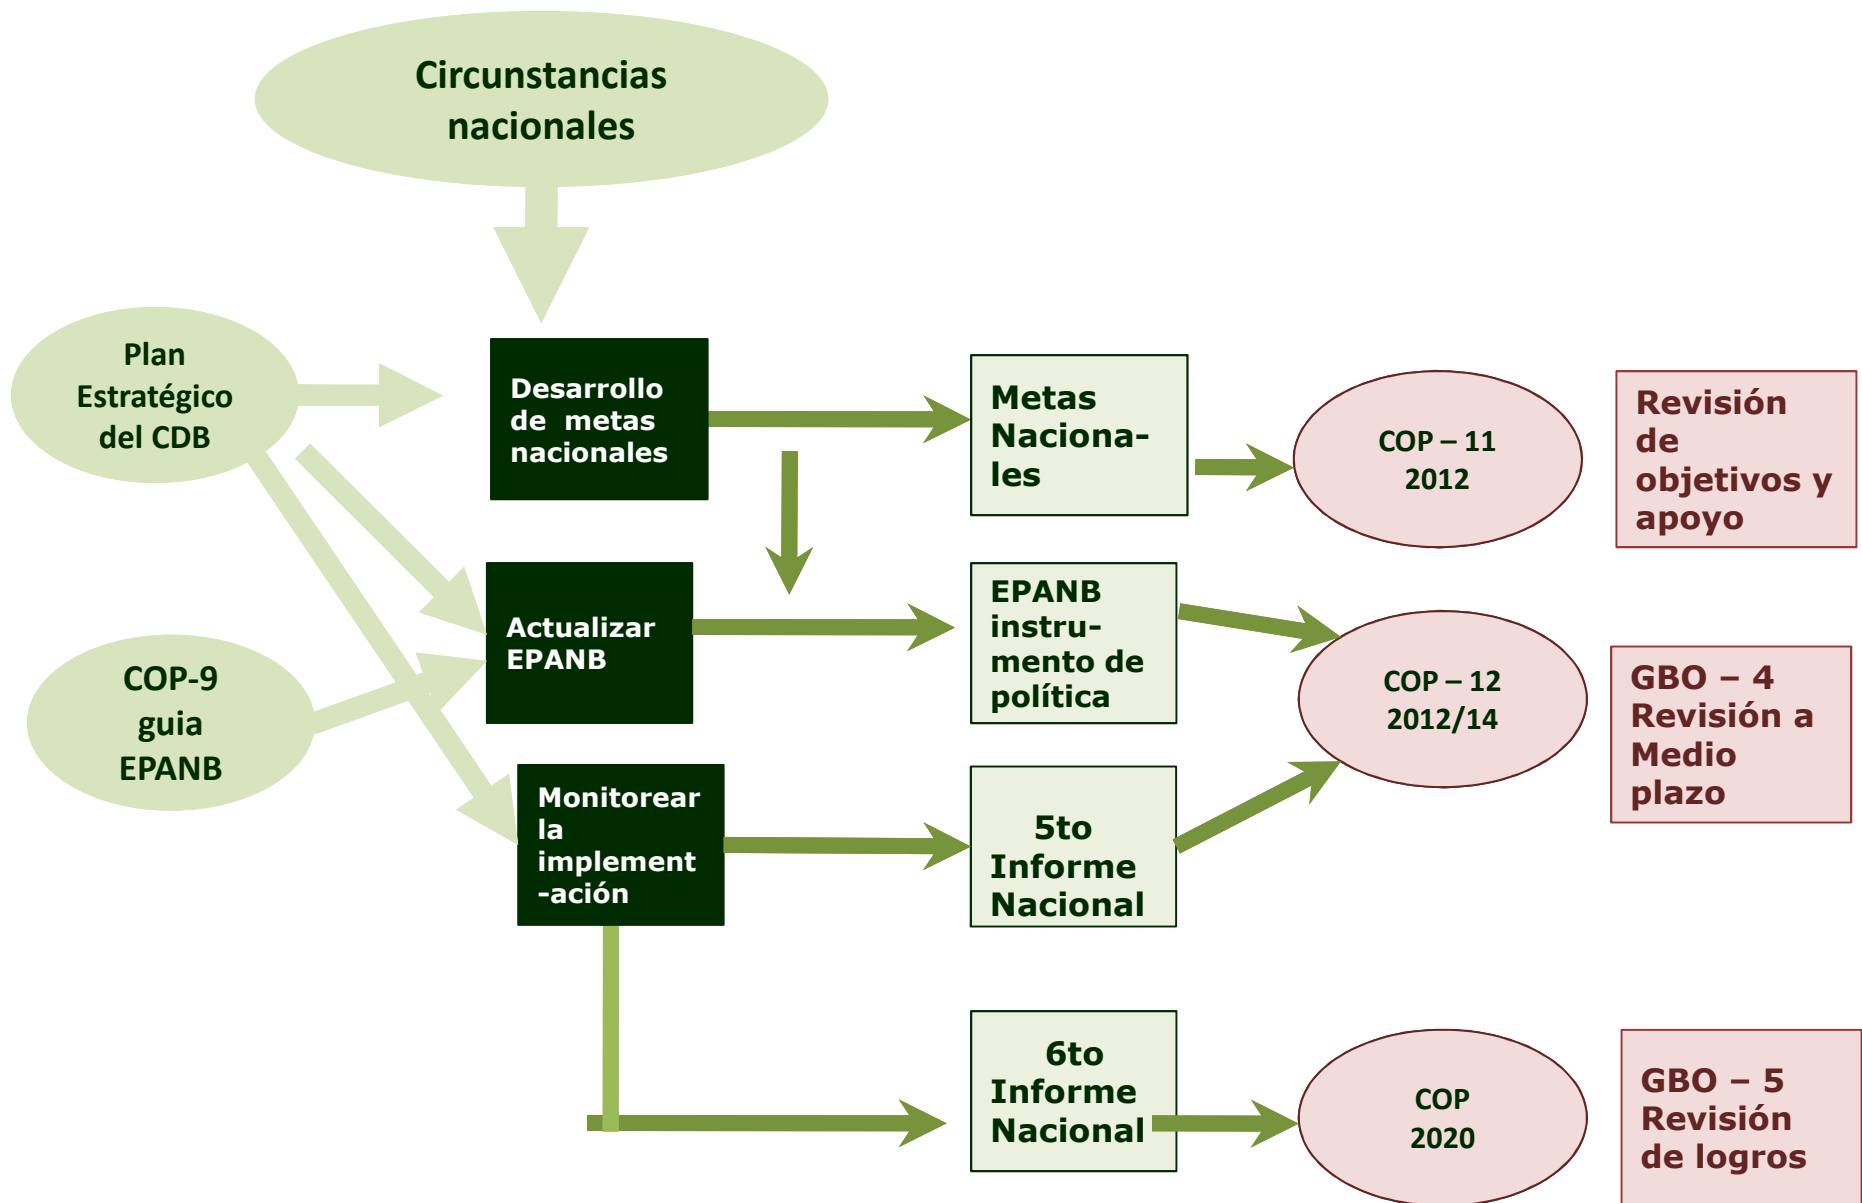 Circunstancias
nacionales
Plan
Estratégico
del CDB
Desarrollo
de metas
nacionales
Metas
Naciona-
les
COP – 11
2012
Revisión
de
objetivos y
apoyo
COP-9
guia
EPANB
Actualizar
EPANB
EPANB
instru-
mento de
política
COP – 12
2012/14
GBO – 4
Revisión a
Medio
plazo
Monitorear
la
implement
-ación
5to
Informe
Nacional
6to
Informe
Nacional
COP
2020
GBO – 5
Revisión
de logros